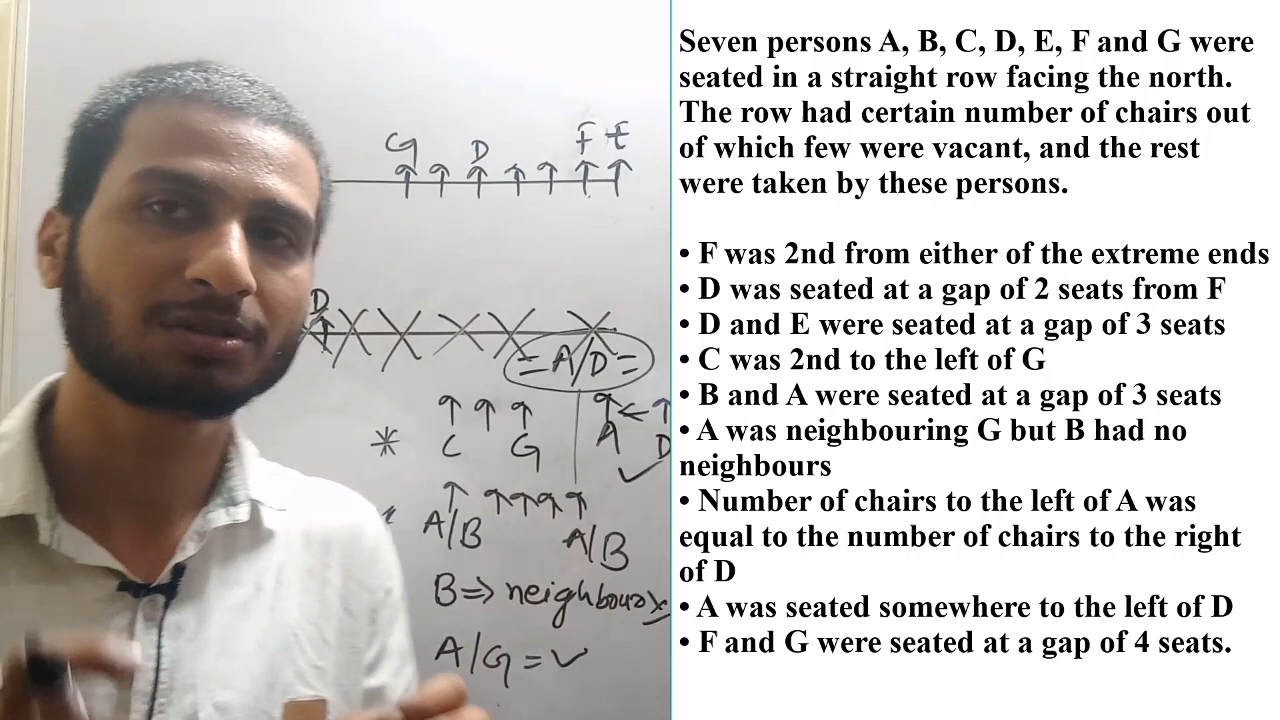 Seven persons A, B, C, D, E, F and G were
seated in a straight row facing the north.
The row had certain number of chairs out
of which few were vacant, and the rest
were taken by these persons.
• F was 2nd from either of the extreme ends
• D was seated at a gap of 2 seats from F
• D and E were seated at a gap of 3 seats
• C was 2nd to the left of G
• B and A were seated at a gap of 3 seats
• A was neighbouring G but B had no
neighbours
• Number of chairs to the left of A was
equal to the number of chairs to the right
of D
• A was seated somewhere to the left of D
• F and G were seated at a gap of 4 seats.
G D F E
D
= A/D =
C G A D
A/B A/B
B => neighbour x
A/G = ✓